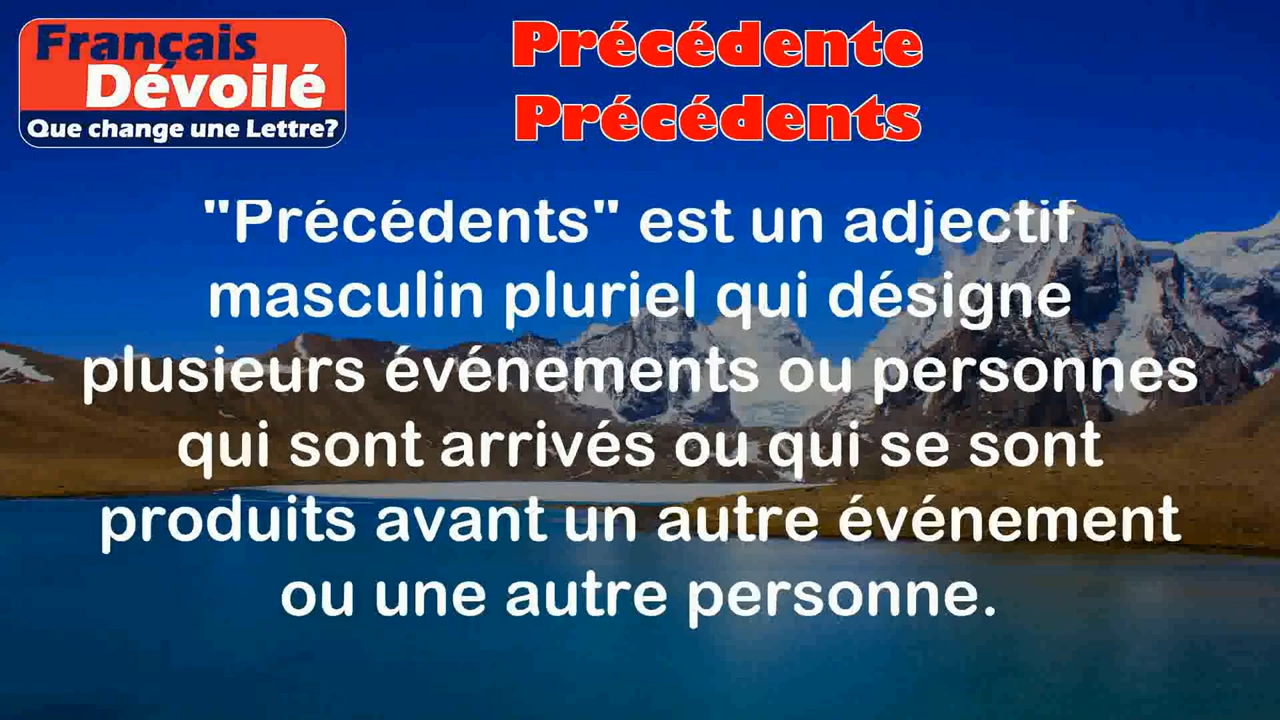 Français
Dévoilé
Que change une Lettre?
Précédente
Précédents
"Précédents" est un adjectif
masculin pluriel qui désigne
plusieurs événements ou personnes
qui sont arrivés ou qui se sont
produits avant un autre événement
ou une autre personne.